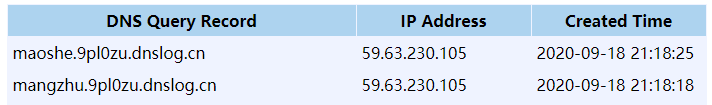 DNS Query Record IP Address Created Time
maoshe.9pl0zu.dnslog.cn 59.63.230.105 2020-09-18 21:18:25
mangzhu.9pl0zu.dnslog.cn 59.63.230.105 2020-09-18 21:18:18